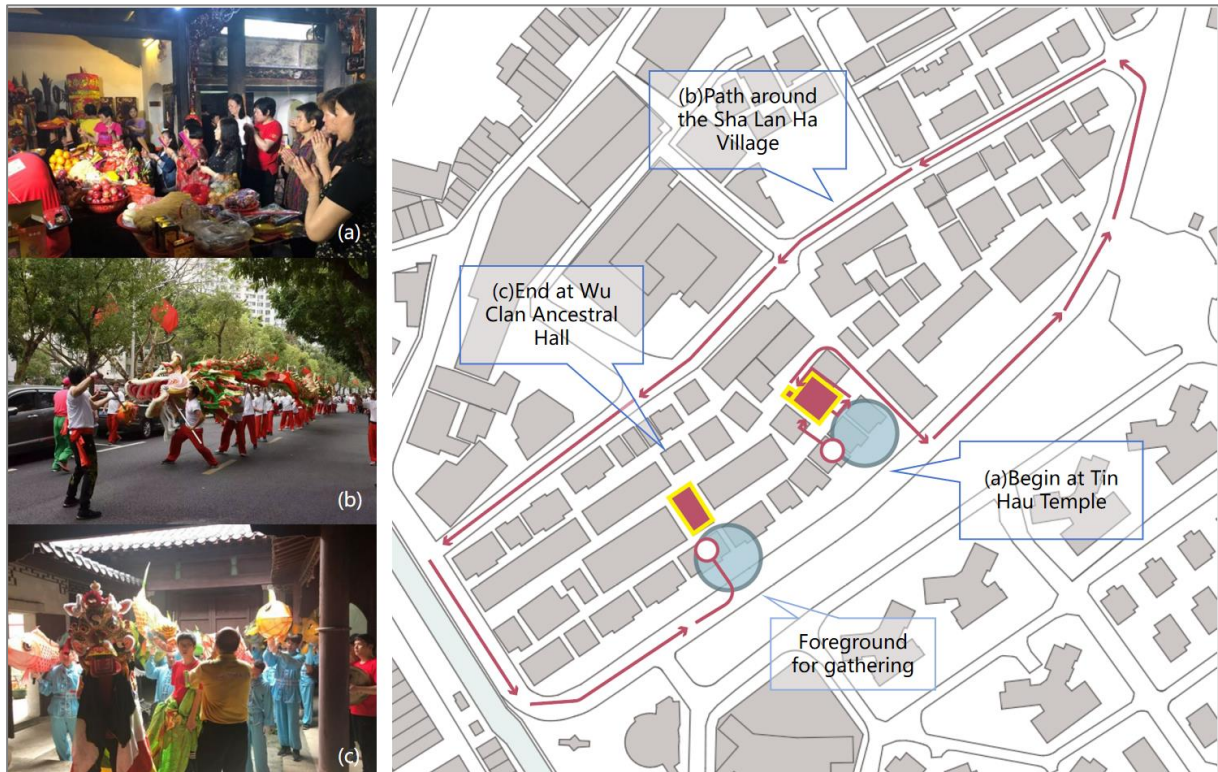 (a)
(b)
(c)
(b)Path around
the Sha Lan Ha
Village
(c)End at Wu
Clan Ancestral
Hall
(a)Begin at Tin
Hau Temple
Foreground
for gathering